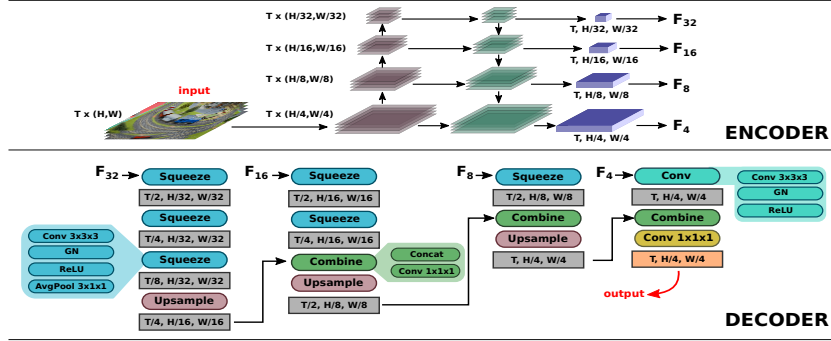 T x (H/32,W/32)
T, H/32, W/32
F32
T x (H/16,W/16)
T, H/16, W/16
F16
T x (H/8,W/8)
T, H/8, W/8
F8
input
T x (H,W)
T x (H/4,W/4)
T, H/4, W/4
F4
ENCODER
F32
Squeeze
T/2, H/32, W/32
Squeeze
T/4, H/32, W/32
Squeeze
T/8, H/32, W/32
Upsample
T/4, H/16, W/16
Conv 3x3x3
GN
ReLU
AvgPool 3x1x1
F16
Squeeze
T/2, H/16, W/16
Squeeze
T/4, H/16, W/16
Combine
Upsample
T/2, H/8, W/8
Concat
Conv 1x1x1
F8
Squeeze
T/2, H/8, W/8
Combine
Upsample
T, H/4, W/4
F4
Conv
T, H/4, W/4
Combine
Conv 1x1x1
T, H/4, W/4
output
Conv 3x3x3
GN
ReLU
DECODER